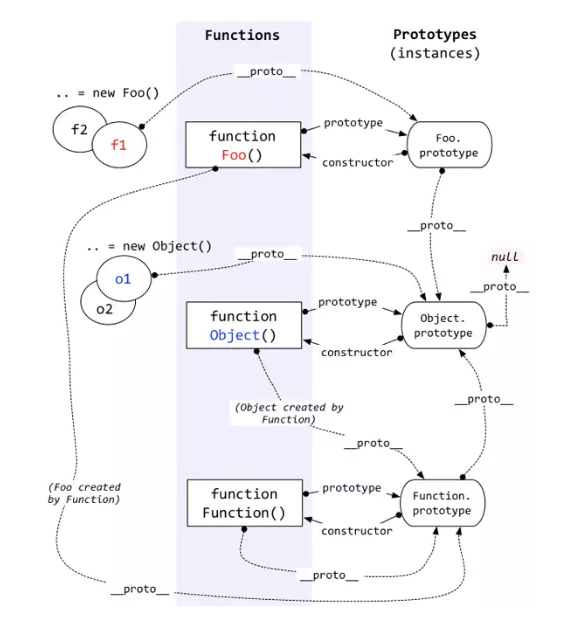 Functions
Prototypes
(instances)
__proto__
.. = new Foo()
f2
f1
function
Foo()
prototype
constructor
Foo.
prototype
__proto__
.. = new Object()
__proto__
null
__proto__
o1
o2
function
Object()
prototype
constructor
Object.
prototype
(Object created by
Function)
__proto__
__proto__
(Foo created
by Function)
function
Function()
prototype
constructor
Function.
prototype
__proto__
__proto__